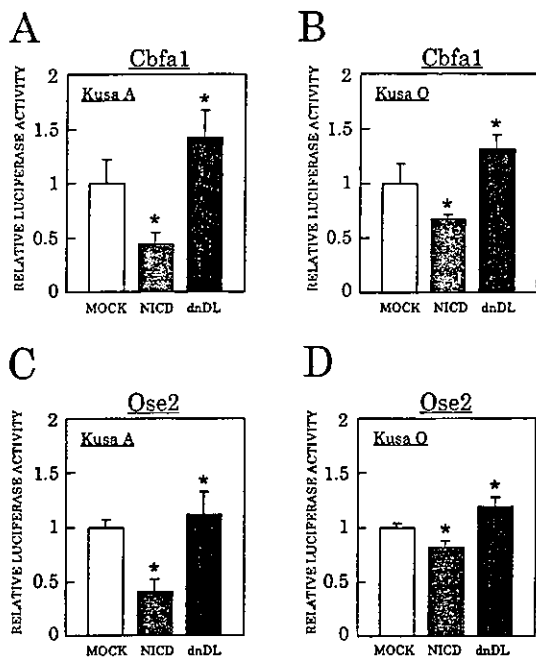 A
Cbfa1
RELATIVE LUCIFERASE ACTIVITY
2
1.5
1
0.5
0
Kusa A
*
*
MOCK NICD dnDL
B
Cbfa1
RELATIVE LUCIFERASE ACTIVITY
2
1.5
1
0.5
0
Kusa O
*
*
MOCK NICD dnDL
C
Ose2
RELATIVE LUCIFERASE ACTIVITY
2
1.5
1
0.5
0
Kusa A
*
*
MOCK NICD dnDL
D
Ose2
RELATIVE LUCIFERASE ACTIVITY
2
1.5
1
0.5
0
Kusa O
*
*
MOCK NICD dnDL